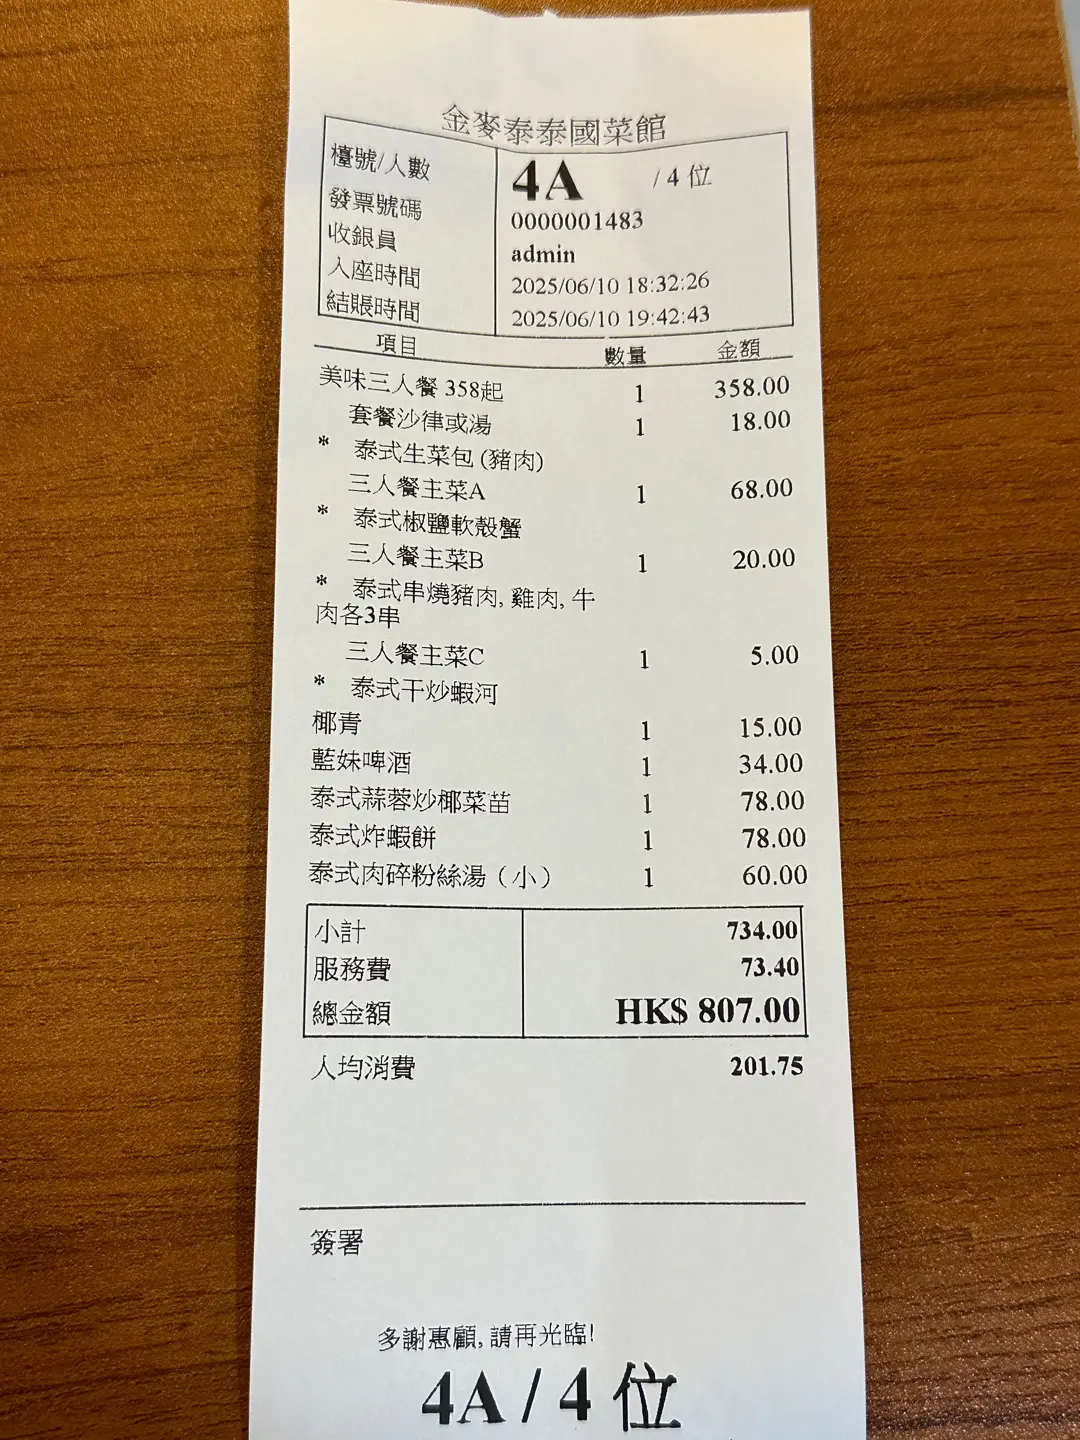 金麥泰泰國菜館
檯號/人數 4A / 4 位
發票號碼 0000001483
收銀員 admin
入座時間 2025/06/10 18:32:26
結賬時間 2025/06/10 19:42:43
項目 數量 金額
美味三人餐 358起 1 358.00
套餐沙律或湯 1 18.00
* 泰式生菜包 (豬肉)
三人餐主菜A 1 68.00
* 泰式椒鹽軟殼蟹
三人餐主菜B 1 20.00
* 泰式串燒豬肉, 雞肉, 牛
肉各3串
三人餐主菜C 1 5.00
* 泰式干炒蝦河
椰青 1 15.00
藍妹啤酒 1 34.00
泰式蒜蓉炒椰菜苗 1 78.00
泰式炸蝦餅 1 78.00
泰式肉碎粉絲湯（小） 1 60.00
小計 734.00
服務費 73.40
總金額 HK$ 807.00
人均消費 201.75
簽署
多謝惠顧, 請再光臨!
4A / 4 位